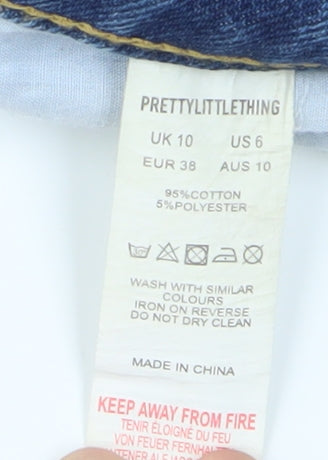 PRETTYLITTLETHING
UK 10 US 6
EUR 38 AUS 10
95%COTTON
5%POLYESTER
WASH WITH SIMILAR
COLOURS
IRON ON REVERSE
DO NOT DRY CLEAN
MADE IN CHINA
KEEP AWAY FROM FIRE
TENIR ÉLOIGNÉ DU FEU
VON FEUER FERNHALTEN